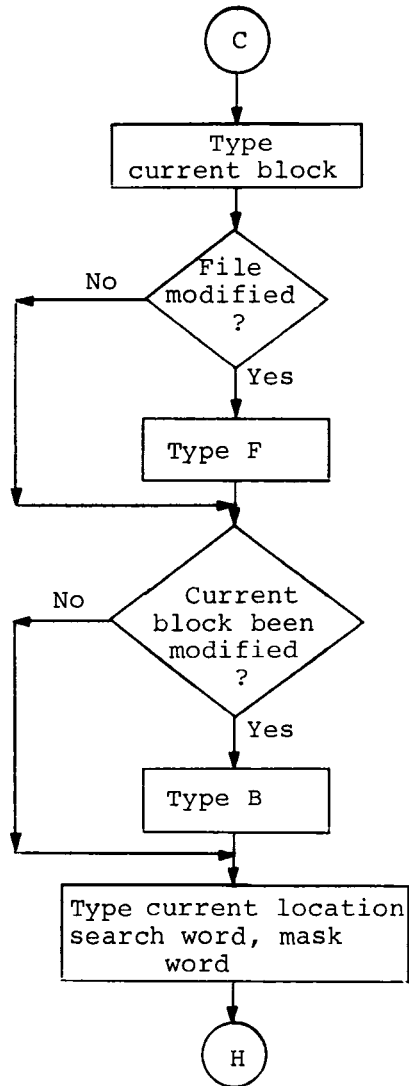 C
Type
current block
File
modified
?
No
Yes
Type F
Current
block been
modified
?
No
Yes
Type B
Type current location
search word, mask
word
H